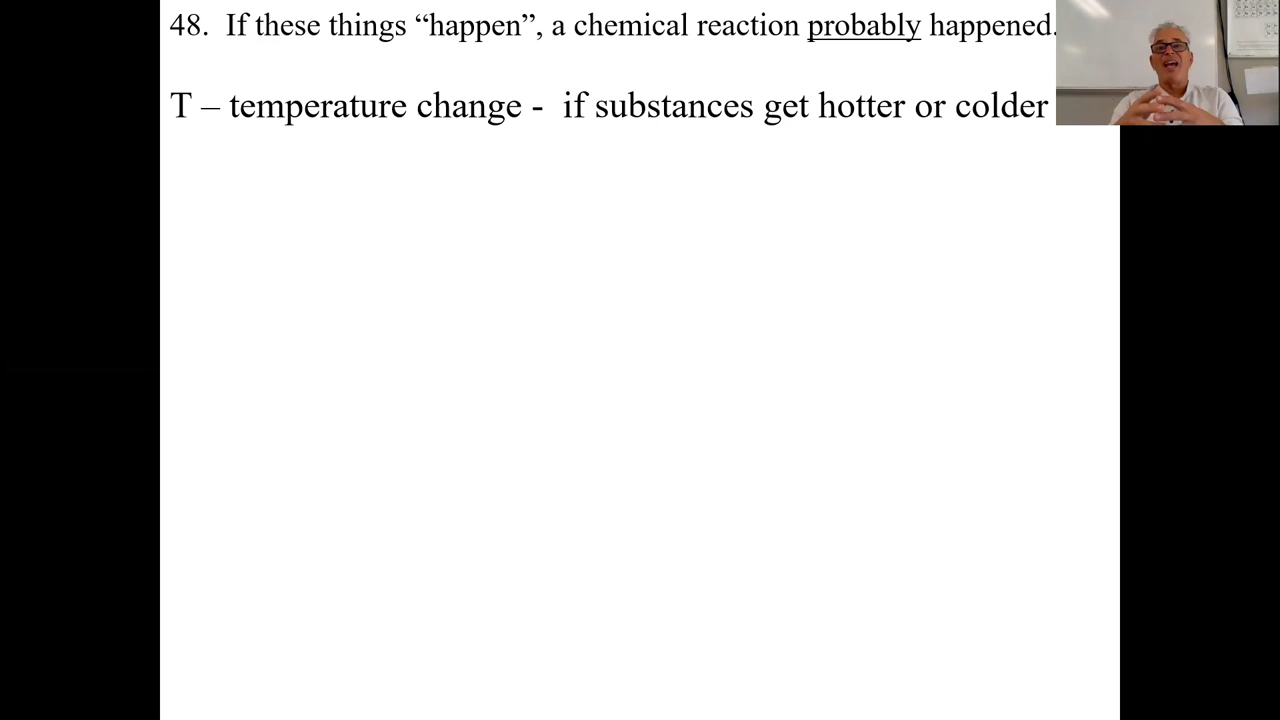 48.  If these things “happen”, a chemical reaction probably happened.
T – temperature change -  if substances get hotter or colder